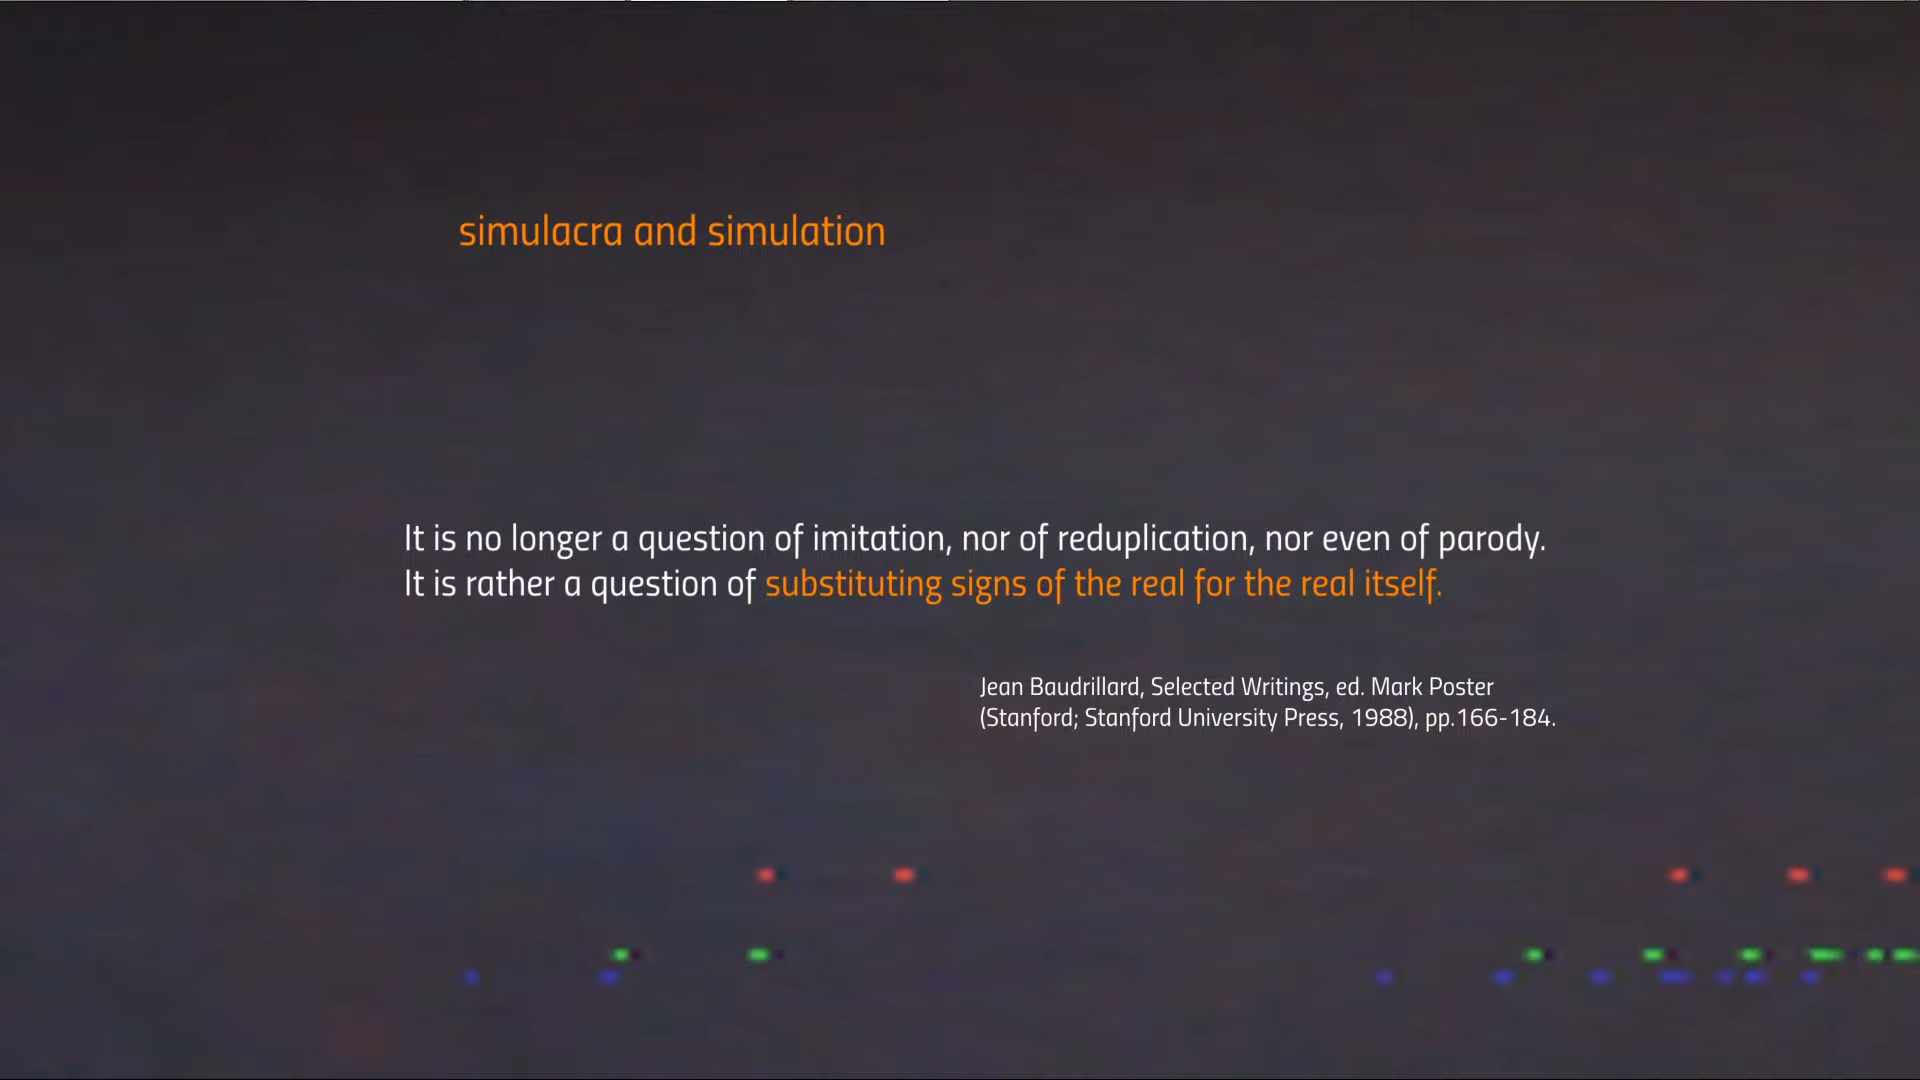 simulacra and simulation
It is no longer a question of imitation, nor of reduplication, nor even of parody.
It is rather a question of substituting signs of the real for the real itself.
Jean Baudrillard, Selected Writings, ed. Mark Poster
(Stanford; Stanford University Press, 1988), pp.166-184.